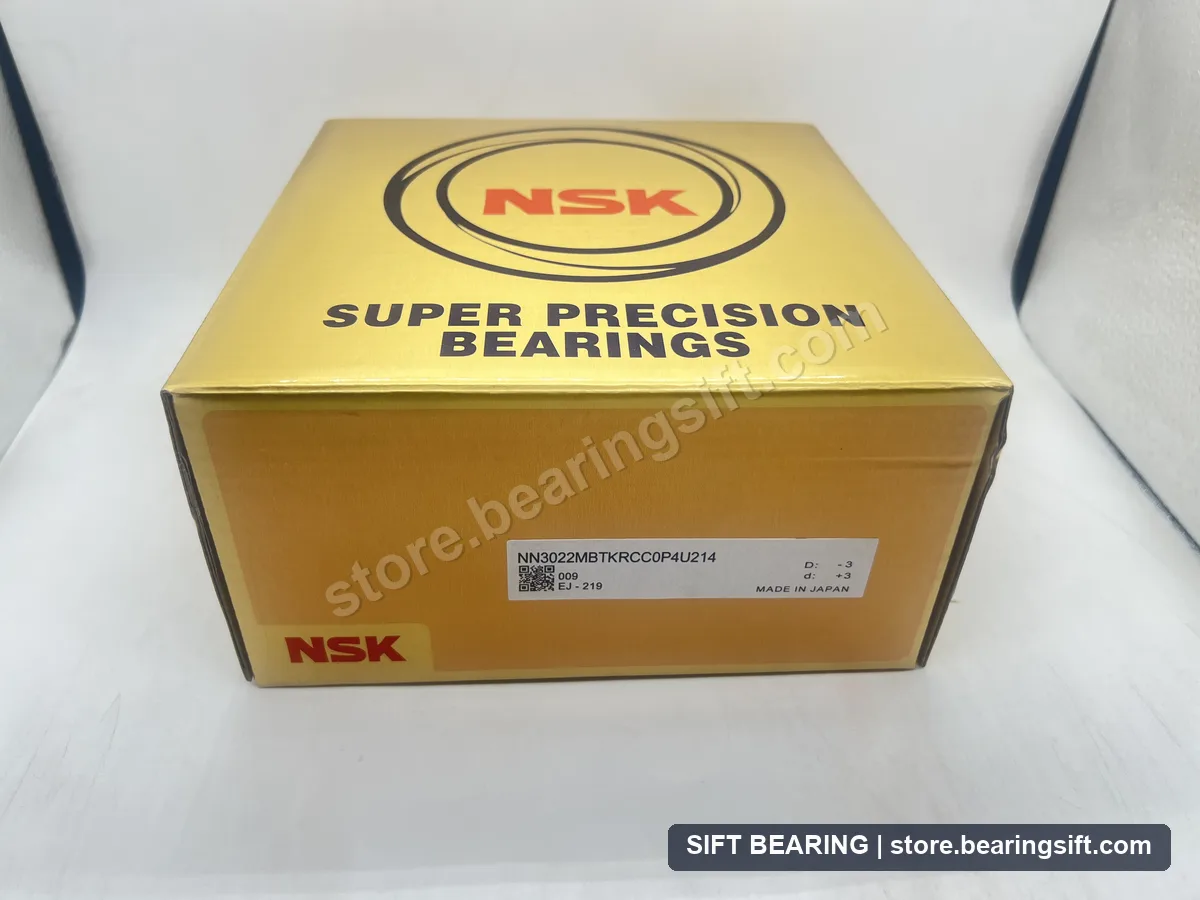 NSK
SUPER PRECISION
BEARINGS
store.bearingsift.com
NN3022MBTKRCC0P4U214
009
EJ - 219
D: - 3
d: +3
MADE IN JAPAN
NSK
SIFT BEARING | store.bearingsift.com